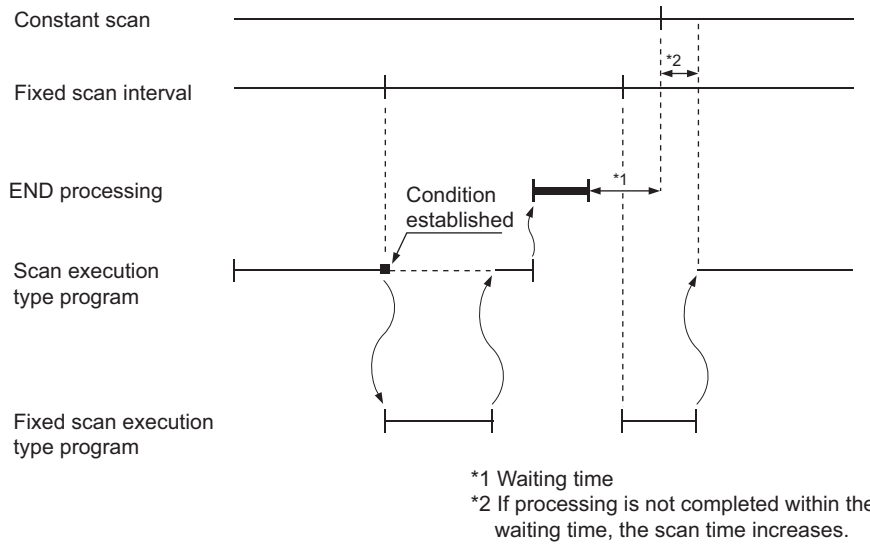 Constant scan
*2
Fixed scan interval
END processing
*1
Condition
established
Scan execution
type program
Fixed scan execution
type program
*1 Waiting time
*2 If processing is not completed within the
waiting time, the scan time increases.